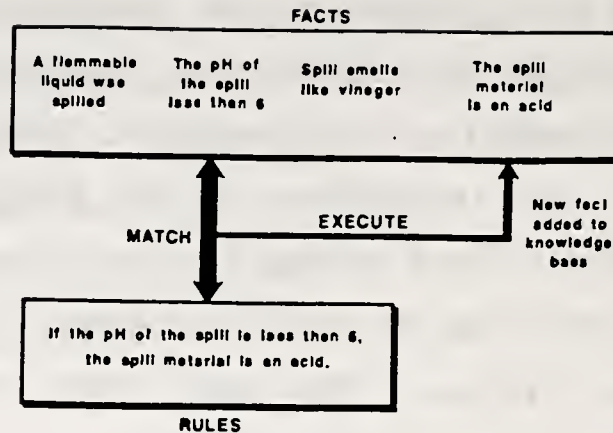 FACTS
A flammable
liquid was
spilled
The pH of
the spill
less than 6
Spill smells
like vinegar
The spill
material
is an acid
MATCH
EXECUTE
New fact
added to
knowledge
base
If the pH of the spill is less than 6,
the spill material is an acid.
RULES